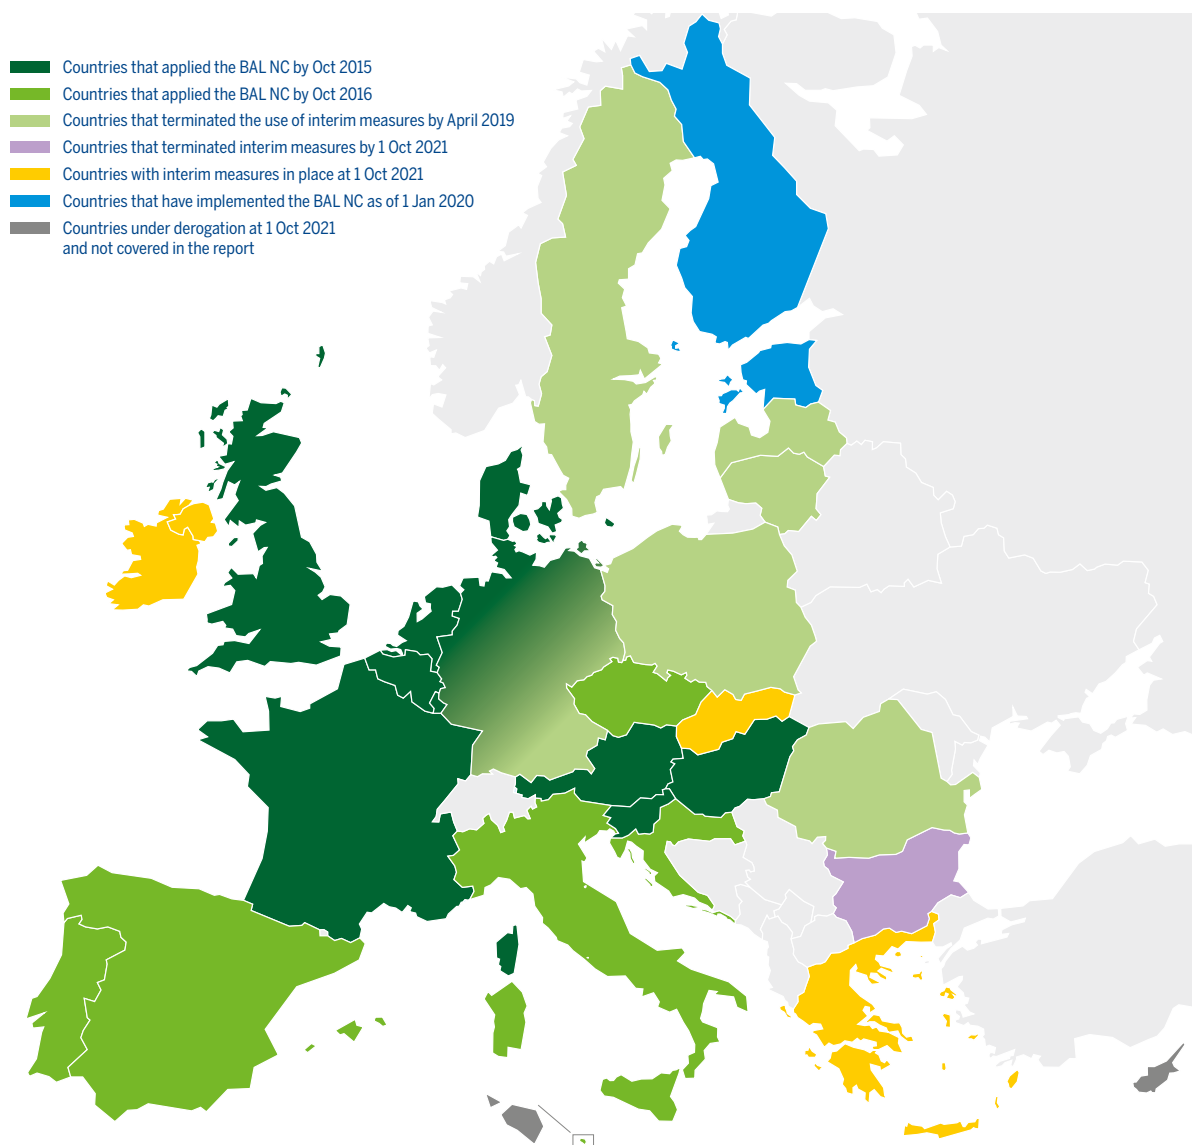 Countries that applied the BAL NC by Oct 2015
Countries that applied the BAL NC by Oct 2016
Countries that terminated the use of interim measures by April 2019
Countries that terminated interim measures by 1 Oct 2021
Countries with interim measures in place at 1 Oct 2021
Countries that have implemented the BAL NC as of 1 Jan 2020
Countries under derogation at 1 Oct 2021
and not covered in the report